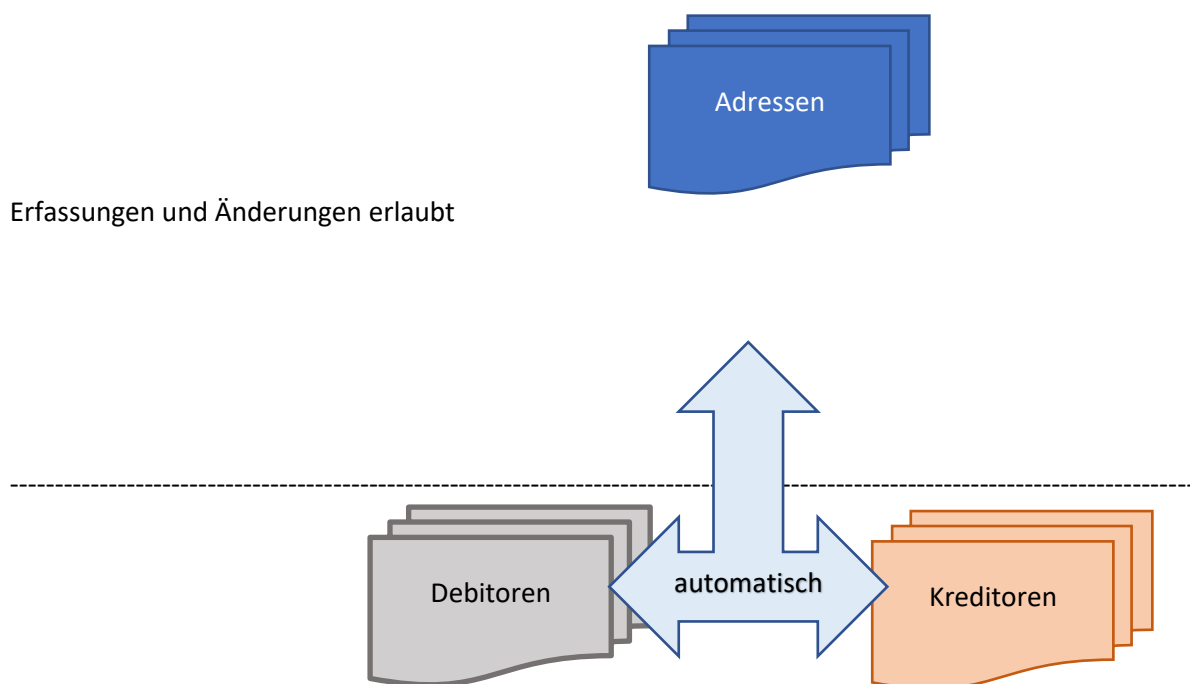 Adressen
Erfassungen und Änderungen erlaubt
Debitoren
automatisch
Kreditoren